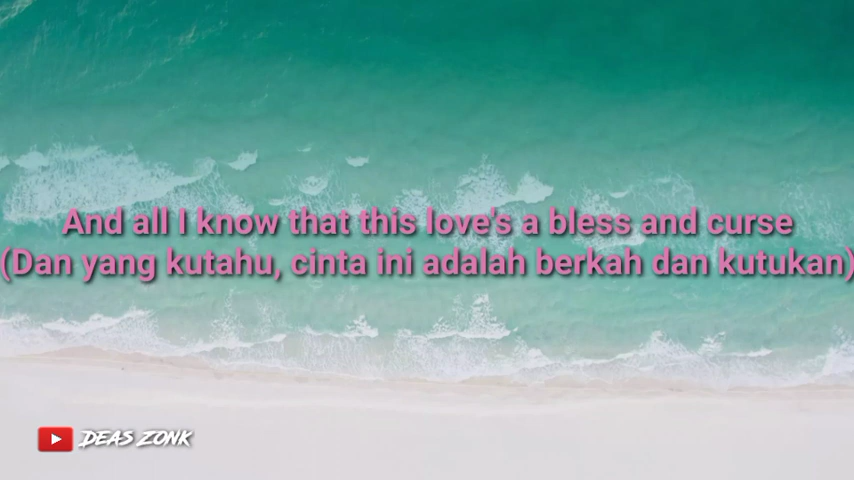 And all I know that this love's a bless and curse
(Dan yang kutahu, cinta ini adalah berkah dan kutukan)
DEAS ZONK